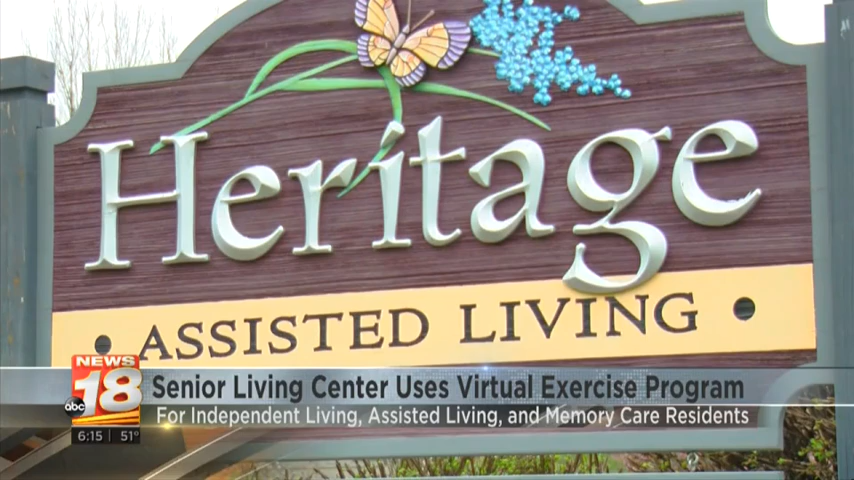 Heritage
• ASSISTED LIVING •
NEWS
18
abc
Senior Living Center Uses Virtual Exercise Program
For Independent Living, Assisted Living, and Memory Care Residents
6:15 | 51°